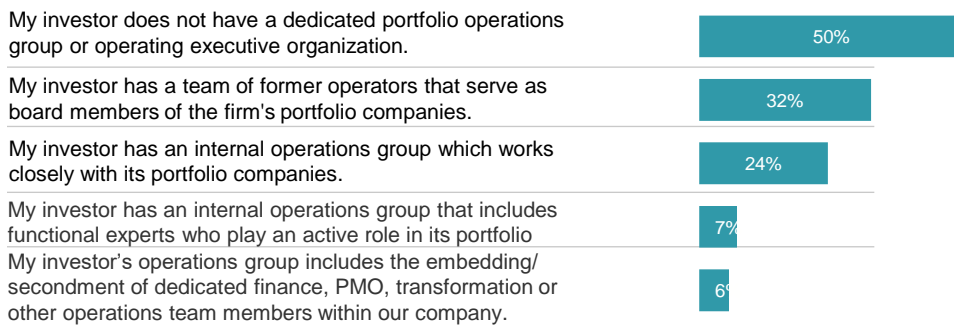 My investor does not have a dedicated portfolio operations
group or operating executive organization.
50%
My investor has a team of former operators that serve as
board members of the firm's portfolio companies.
32%
My investor has an internal operations group which works
closely with its portfolio companies.
24%
My investor has an internal operations group that includes
functional experts who play an active role in its portfolio
7%
My investor’s operations group includes the embedding/
secondment of dedicated finance, PMO, transformation or
other operations team members within our company.
6%